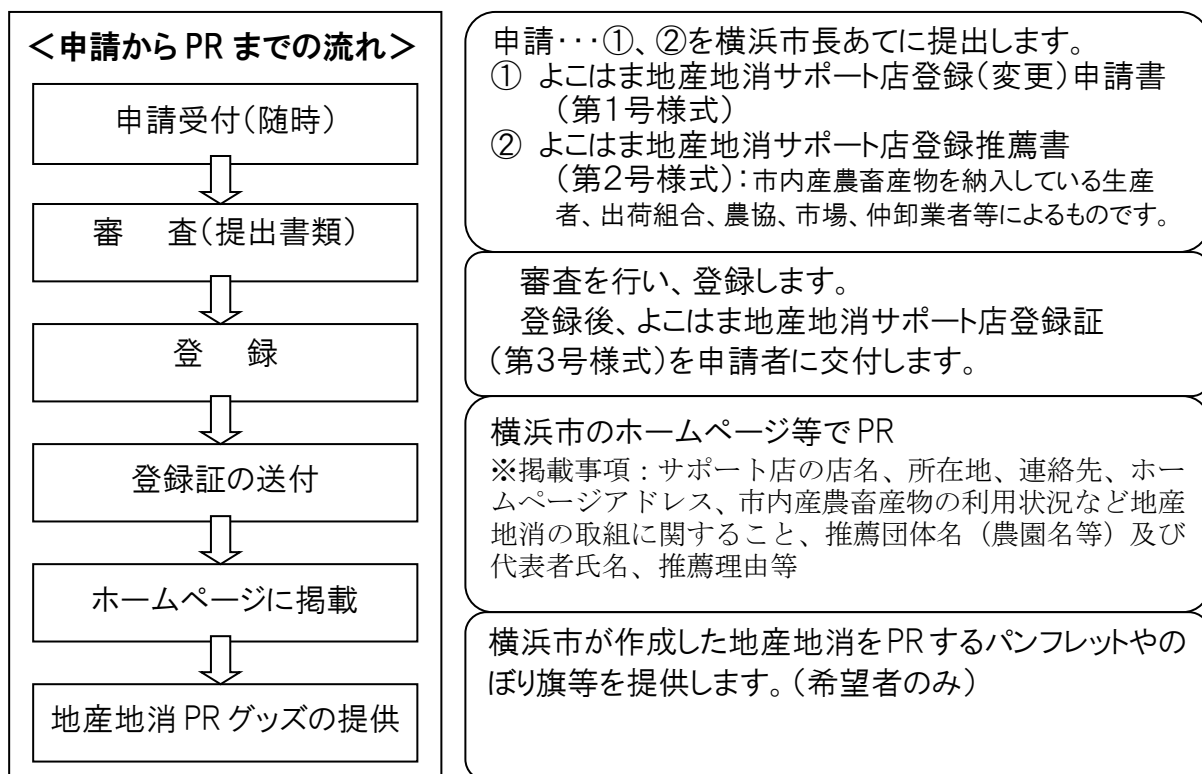 ＜申請からPRまでの流れ＞
申請受付（随時）
審　査（提出書類）
登　録
登録証の送付
ホームページに掲載
地産地消PRグッズの提供
申請・・・①、②を横浜市長あてに提出します。
① よこはま地産地消サポート店登録（変更）申請書
（第１号様式）
② よこはま地産地消サポート店登録推薦書
（第２号様式）：市内産農畜産物を納入している生産
者、出荷組合、農協、市場、仲卸業者等によるものです。
審査を行い、登録します。
登録後、よこはま地産地消サポート店登録証
（第３号様式）を申請者に交付します。
横浜市のホームページ等でPR
※掲載事項：サポート店の店名、所在地、連絡先、ホー
ムページアドレス、市内産農畜産物の利用状況など地産
地消の取組に関すること、推薦団体名（農園名等）及び
代表者氏名、推薦理由等
横浜市が作成した地産地消をPRするパンフレットやの
ぼり旗等を提供します。（希望者のみ）